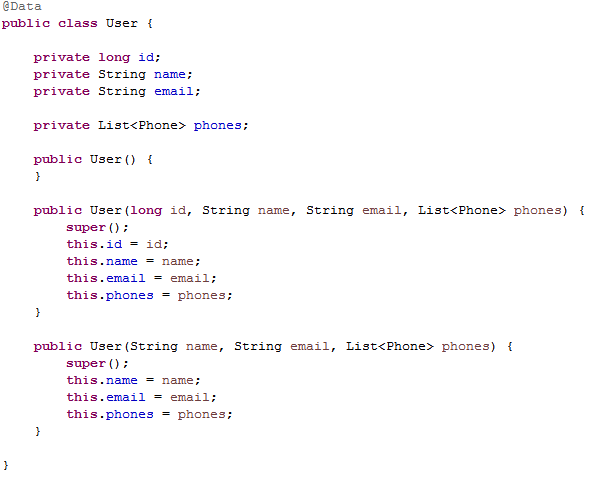 @Data
public class User {
private long id;
private String name;
private String email;
private List<Phone> phones;
public User() {
}
public User(long id, String name, String email, List<Phone> phones) {
super();
this.id = id;
this.name = name;
this.email = email;
this.phones = phones;
}
public User(String name, String email, List<Phone> phones) {
super();
this.name = name;
this.email = email;
this.phones = phones;
}
}